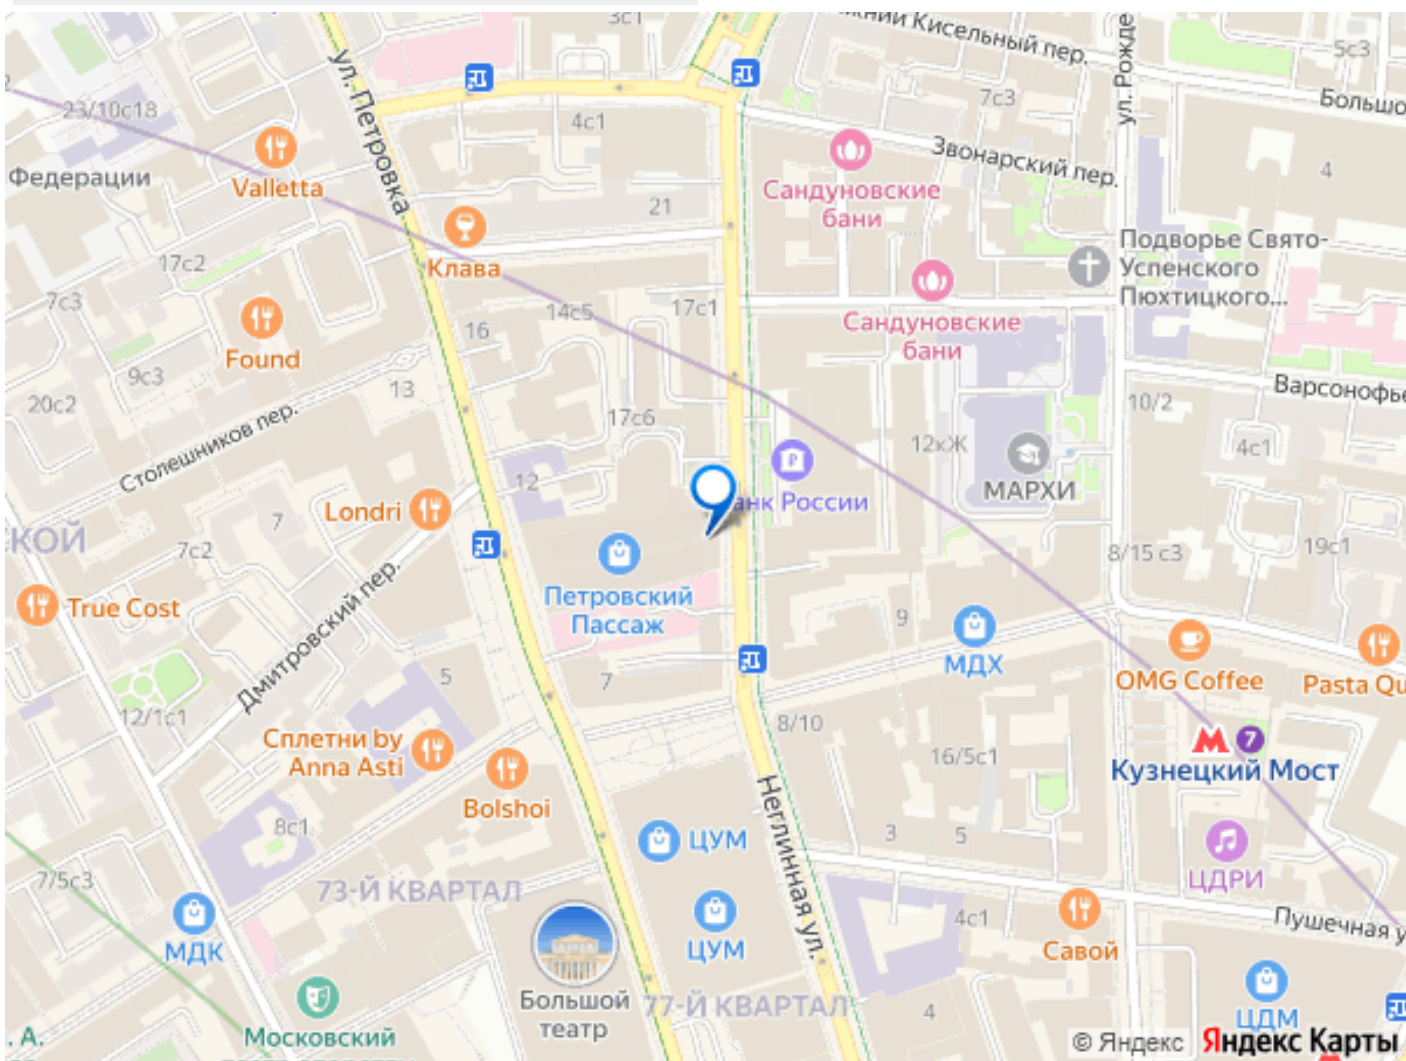 3с1
Нижний Кисельный пер.
ул. Рожде
5с3
ул. Петровка
23/10с18
7с3
Большо
4с1
Звонарский пер.
Федерации
Valletta
Сандуновские
бани
4
21
Клава
Подворье Свято-
Успенского
Пюхтицкого...
17с2
7с3
14с5
17с1
16
Сандуновские
бани
Found
9с3
13
20с2
Варсонофье
10/2
Столешников пер.
17с6
12кЖ
4с1
12
МАРХИ
Londri
7
анк России
КОЙ
7с2
8/15 с3
19с1
Петровский
Пассаж
True Cost
Дмитровский пер.
9
МДХ
5
7
OMG Coffee
Pasta Qu
12/1с1
8/10
Сплетни by
Anna Asti
7
16/5с1
Кузнецкий Мост
Bolshoi
Неглинная ул.
8с1
ЦУМ
3
5
7/5с3
73-Й КВАРТАЛ
ЦДРИ
МДК
ЦУМ
4с1
Савой
Пушечная у
Большой
театр
77-Й КВАРТАЛ
4
ЦДМ
. А.
Московский
© Яндекс
Яндекс Карты